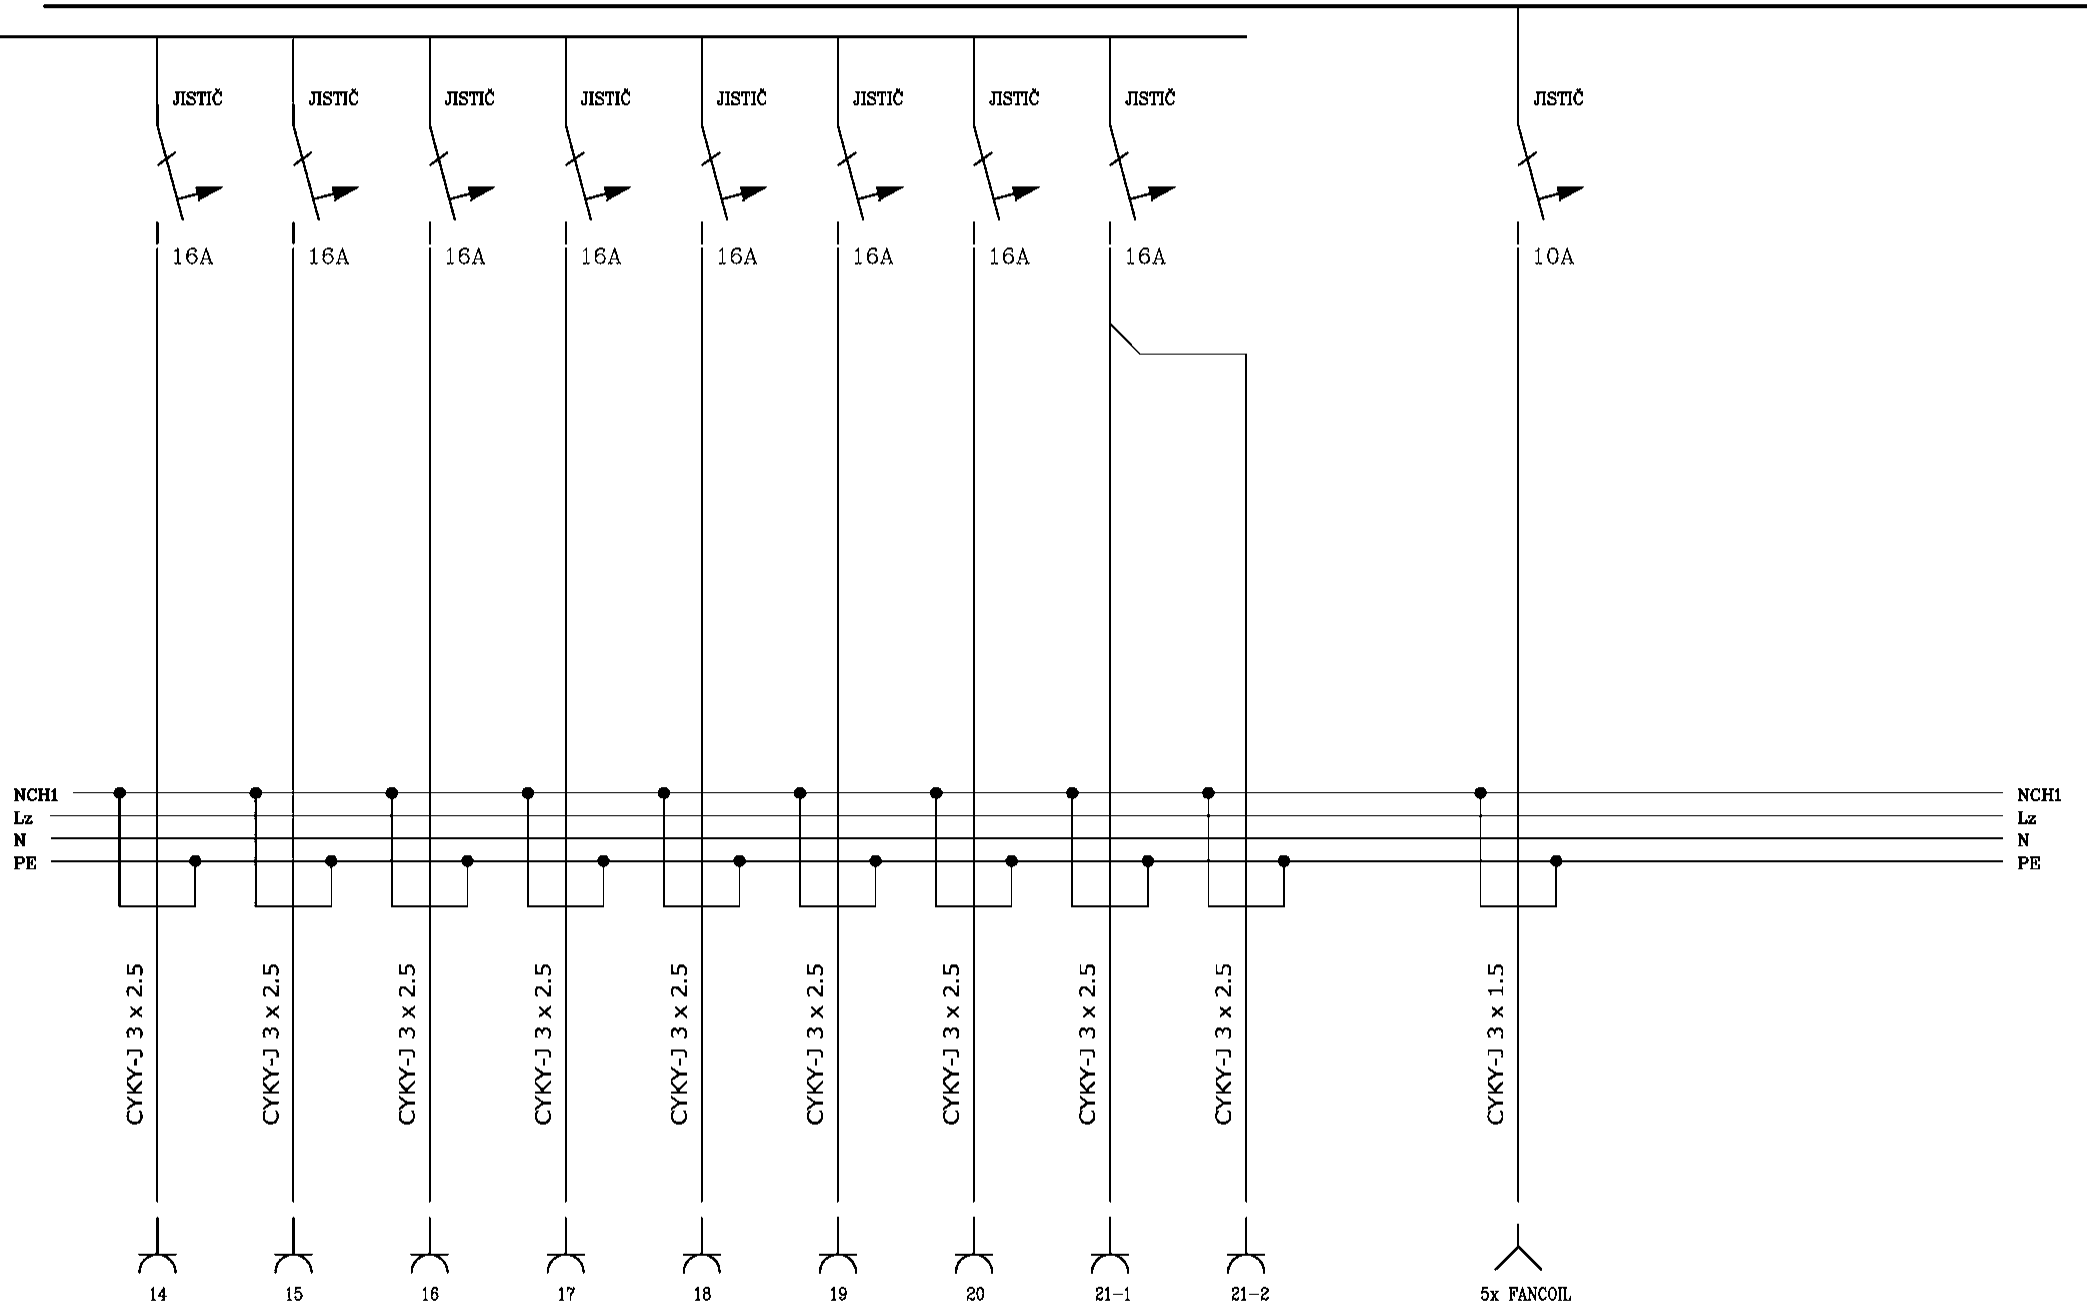 JISTIČ JISTIČ JISTIČ JISTIČ JISTIČ JISTIČ JISTIČ JISTIČ JISTIČ
16A 16A 16A 16A 16A 16A 16A 16A 10A
NCH1 NCH1
Lz Lz
N N
PE PE
CYKY-J 3 x 2.5
CYKY-J 3 x 2.5
CYKY-J 3 x 2.5
CYKY-J 3 x 2.5
CYKY-J 3 x 2.5
CYKY-J 3 x 2.5
CYKY-J 3 x 2.5
CYKY-J 3 x 2.5
CYKY-J 3 x 2.5
CYKY-J 3 x 1.5
14 15 16 17 18 19 20 21-1 21-2 5x FANCOIL